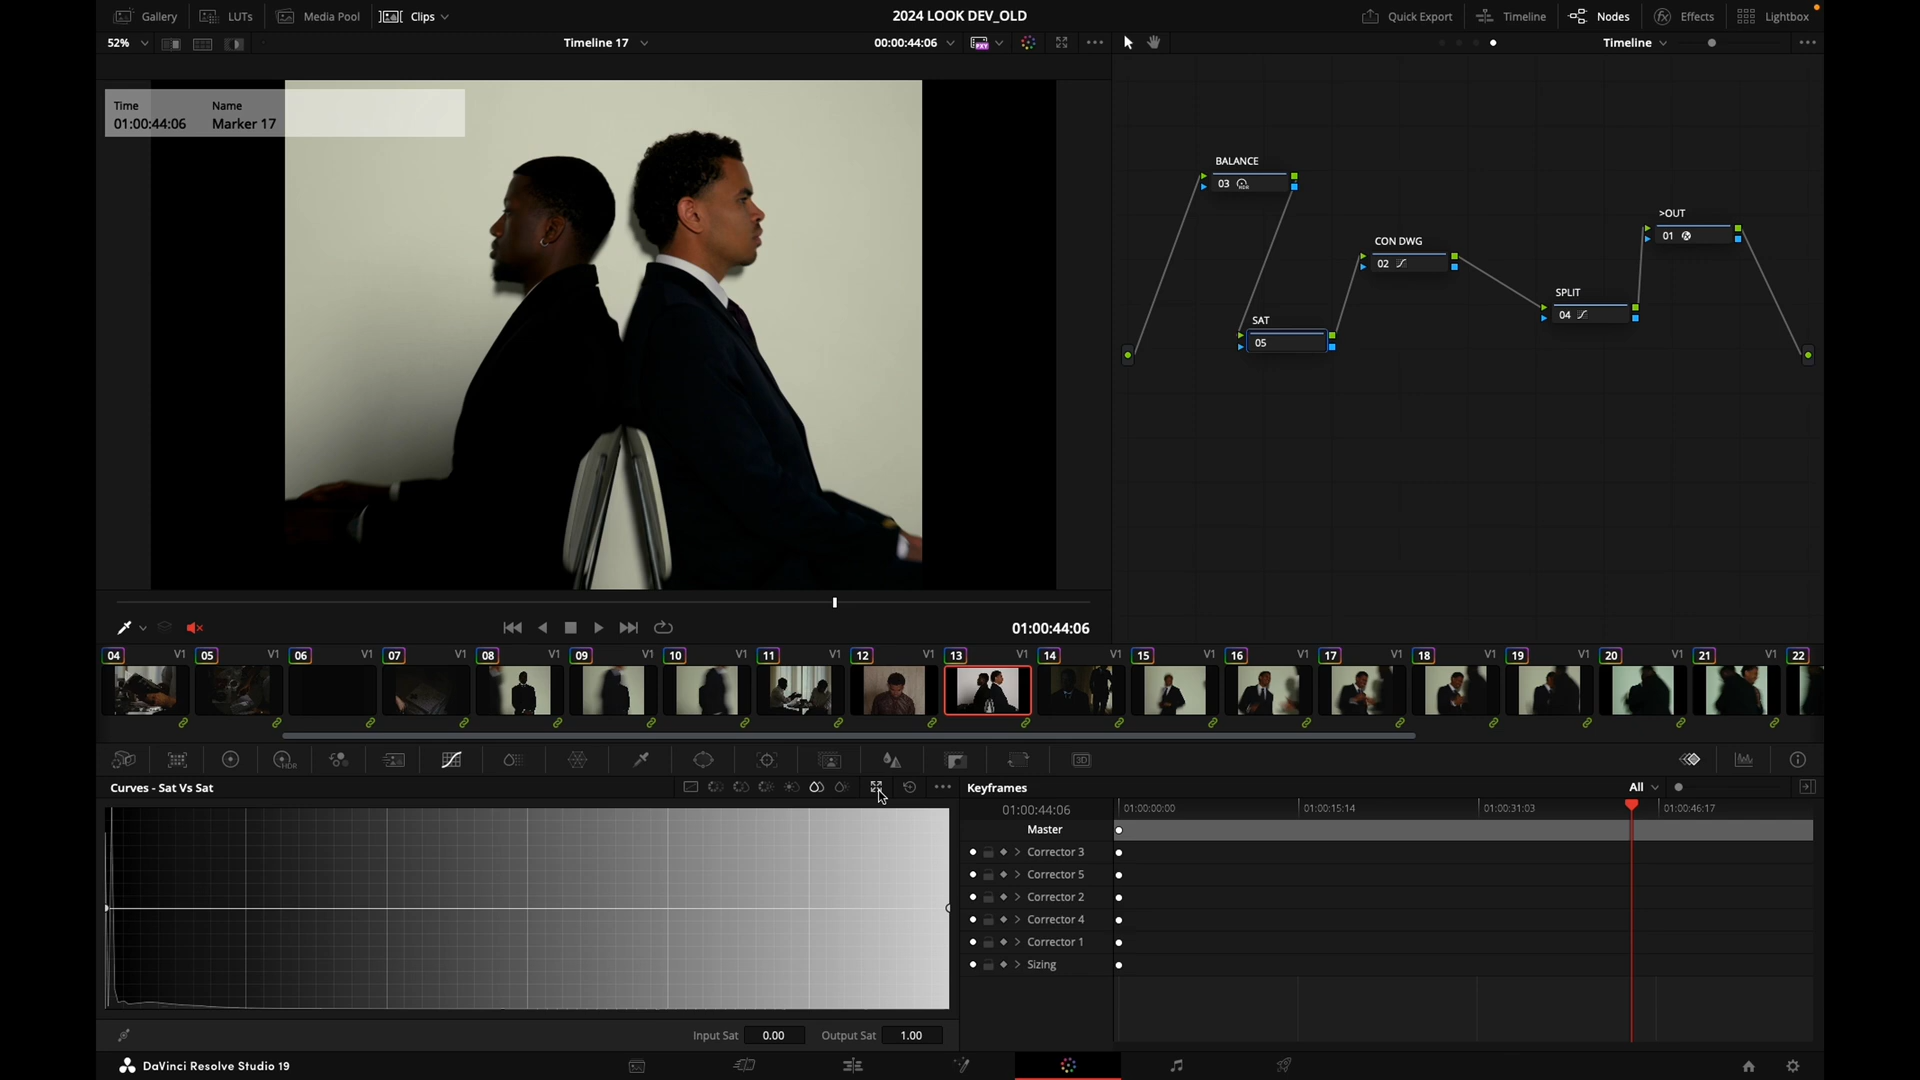 Gallery LUTs Media Pool Clips 2024 LOOK DEV_OLD Quick Export Timeline Nodes Effects Lightbox
52% Timeline 17 00:00:44:06 Timeline
Time Name
01:00:44:06 Marker 17
BALANCE
03
>OUT
01
CON DWG
02
SPLIT
04
SAT
05
01:00:44:06
04 V1 05 V1 06 V1 07 V1 08 V1 09 V1 10 V1 11 V1 12 V1 13 V1 14 V1 15 V1 16 V1 17 V1 18 V1 19 V1 20 V1 21 V1 22
HDR 3D
Curves - Sat Vs Sat Keyframes All
01:00:44:06 01:00:00:00 01:00:15:14 01:00:31:03 01:00:46:17
Master
Corrector 3
Corrector 5
Corrector 2
Corrector 4
Corrector 1
Sizing
Input Sat 0.00 Output Sat 1.00
DaVinci Resolve Studio 19